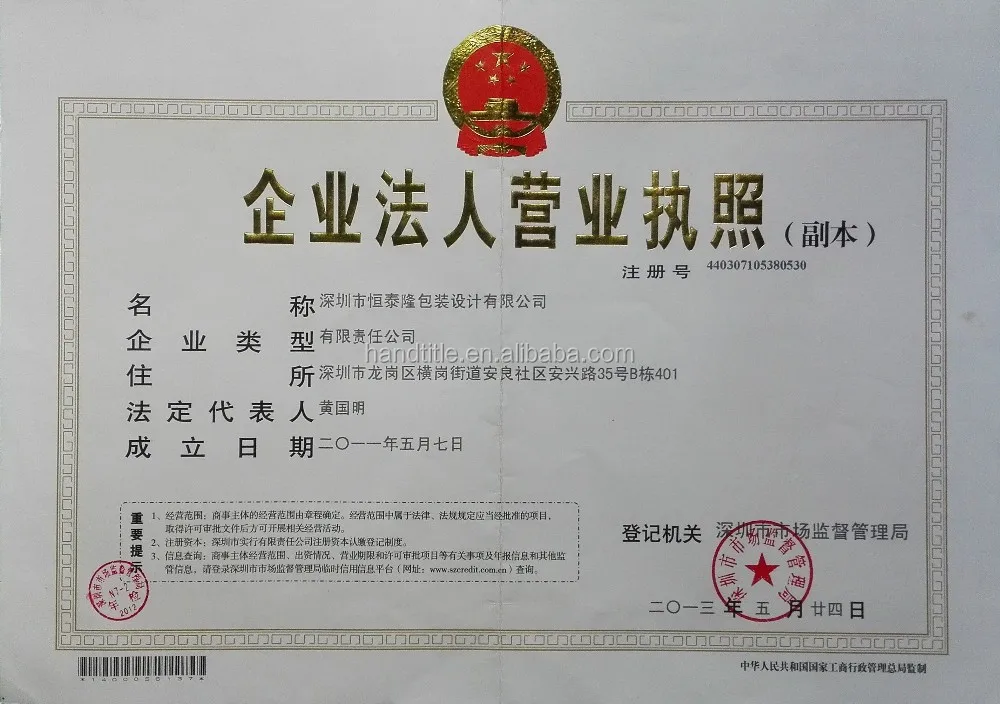 企业法人营业执照（副本）
注册号 440307105380530
名称 深圳市恒泰隆包装设计有限公司
企业类型 有限责任公司
handtitle.en.alibaba.com
住所 深圳市龙岗区横岗街道安良社区安兴路35号B栋401
法定代表人 黄国明
成立日期 二〇一一年五月七日
重要提示
1、经营范围：商事主体的经营范围由章程确定。经营范围中属于法律、法规规定应当经批准的项目，
取得许可审批文件后方可开展相关经营活动。
2、注册资本：深圳市实行有限责任公司注册资本认缴登记制度。
3、信息查询：商事主体经营范围、出资情况、营业期限和许可审批项目等有关事项及年报信息和其他监
管信息，请登录深圳市市场监督管理局临时信用信息平台（网址：www.szcredit.com.cn）查询。
登记机关 深圳市市场监督管理局
深圳市市场监督管理局
二〇一三年五月廿四日
年检
2012
中华人民共和国国家工商行政管理总局监制